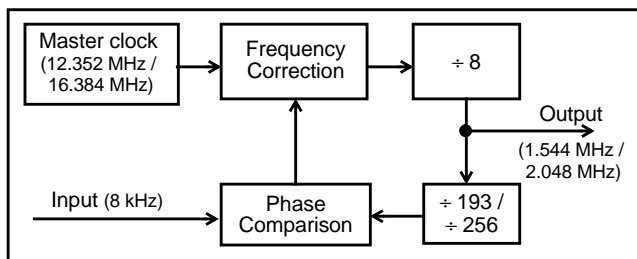 Master clock
(12.352 MHz /
16.384 MHz)
Frequency
Correction
÷ 8
Output
(1.544 MHz /
2.048 MHz)
Input (8 kHz)
Phase
Comparison
÷ 193 /
÷ 256